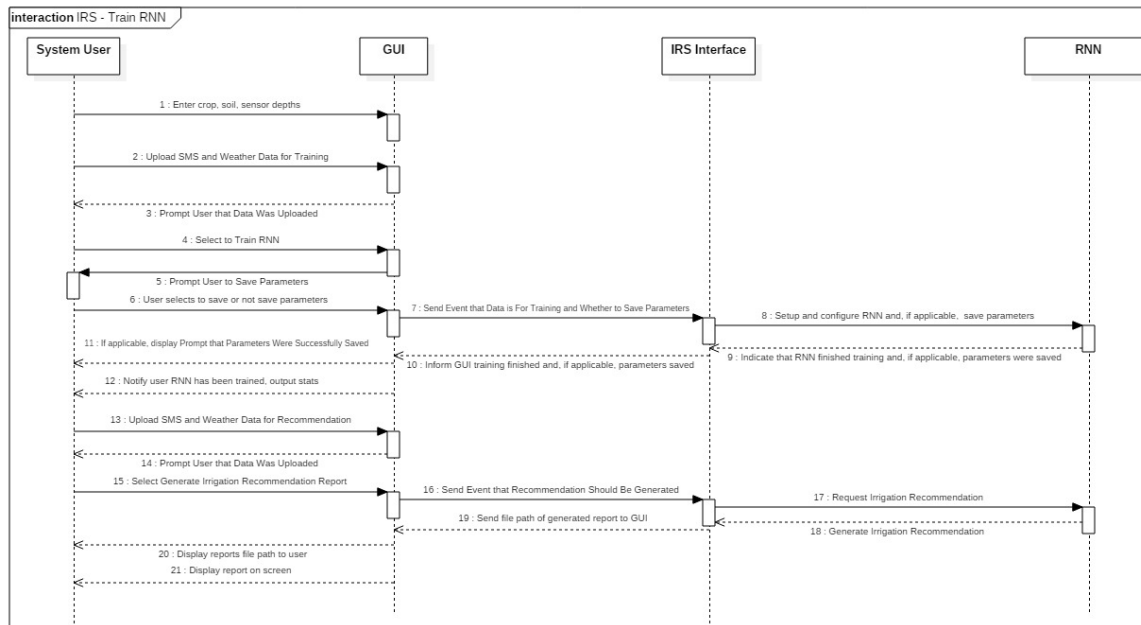 interaction IRS - Train RNN
System User
GUI
IRS Interface
RNN
1 : Enter crop, soil, sensor depths
2 : Upload SMS and Weather Data for Training
3 : Prompt User that Data Was Uploaded
4 : Select to Train RNN
5 : Prompt User to Save Parameters
6 : User selects to save or not save parameters
7 : Send Event that Data is For Training and Whether to Save Parameters
8 : Setup and configure RNN and, if applicable, save parameters
9 : Indicate that RNN finished training and, if applicable, parameters were saved
10 : Inform GUI training finished and, if applicable, parameters saved
11 : If applicable, display Prompt that Parameters Were Successfully Saved
12 : Notify user RNN has been trained, output stats
13 : Upload SMS and Weather Data for Recommendation
14 : Prompt User that Data Was Uploaded
15 : Select Generate Irrigation Recommendation Report
16 : Send Event that Recommendation Should Be Generated
17 : Request Irrigation Recommendation
18 : Generate Irrigation Recommendation
19 : Send file path of generated report to GUI
20 : Display reports file path to user
21 : Display report on screen